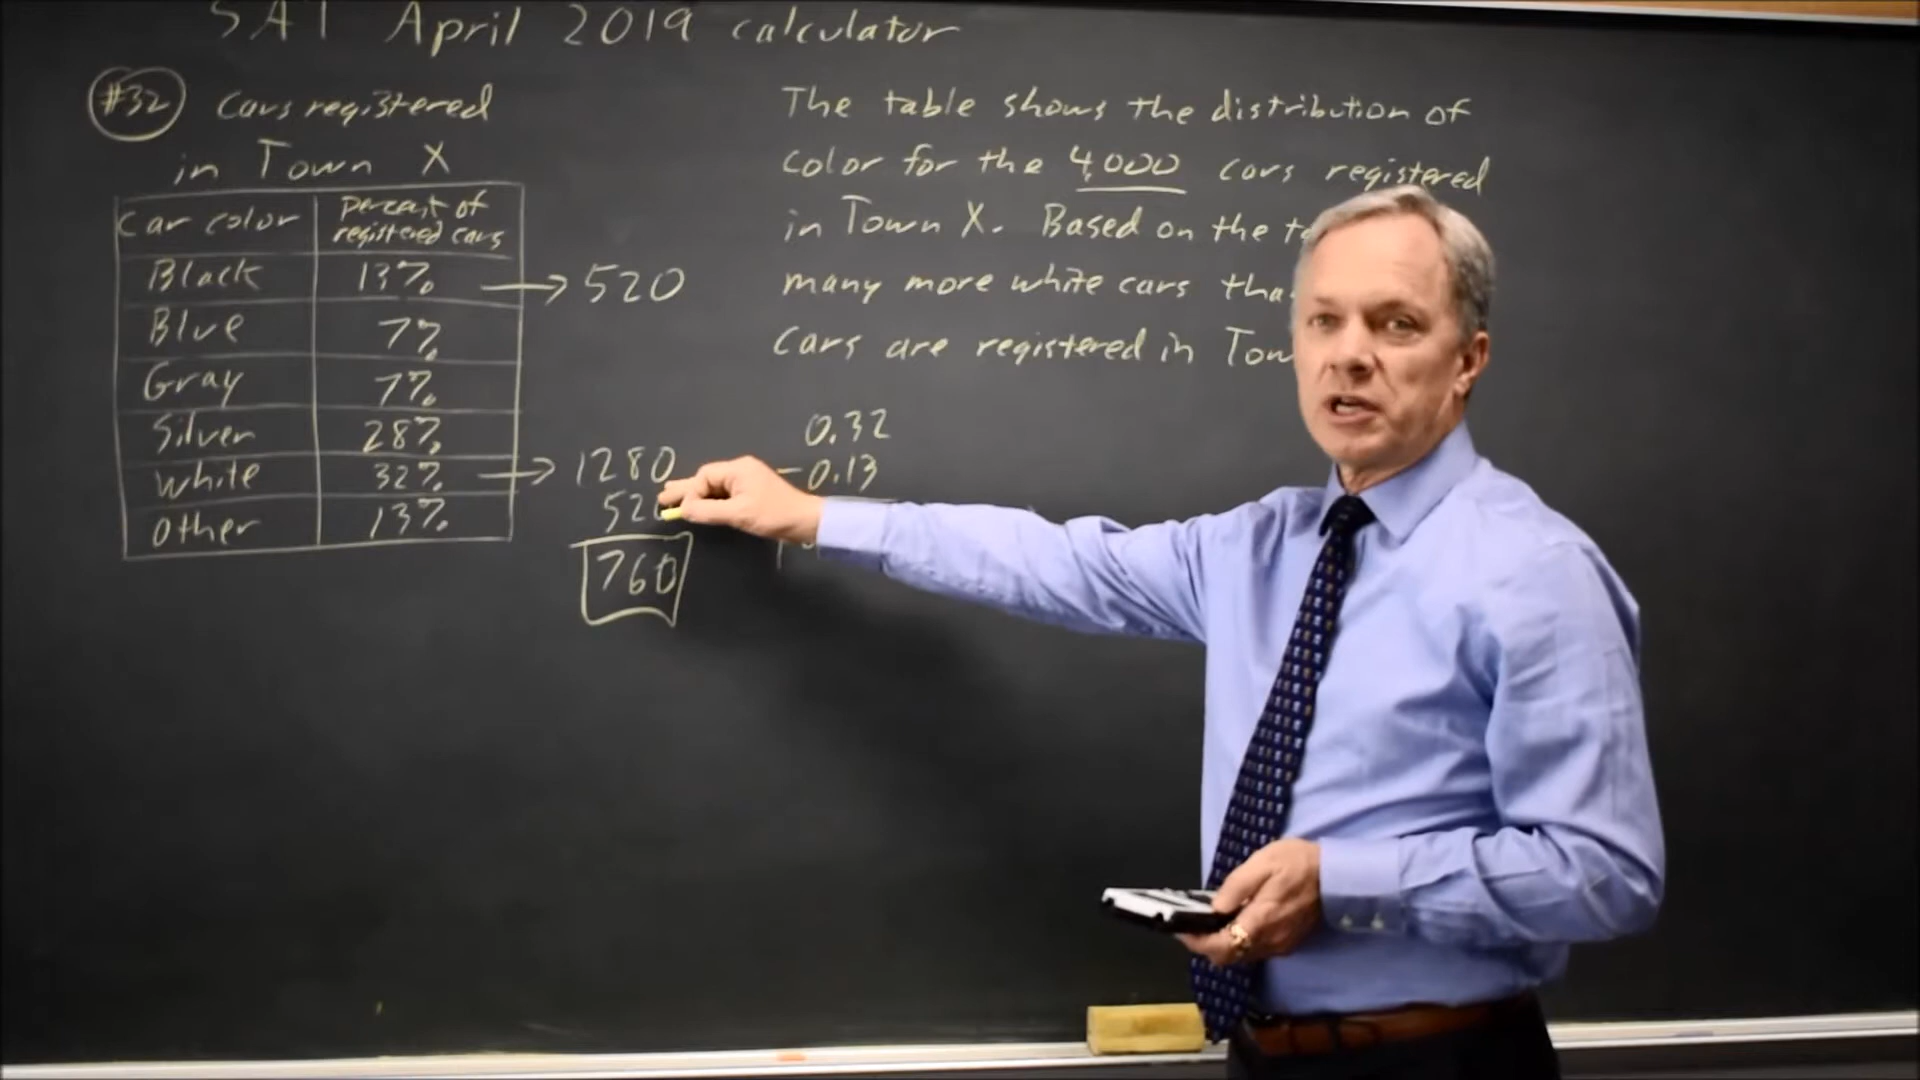 SAT April 2019 calculator
#32 Cars registered
in Town X
Car color percent of registered cars
Black 13% → 520
Blue 7%
Gray 7%
Silver 28%
White 32% → 1280
other 13%
520
760
The table shows the distribution of
color for the 4,000 cars registered
in Town X. Based on the
many more white cars
cars are registered in
0.32
-0.13